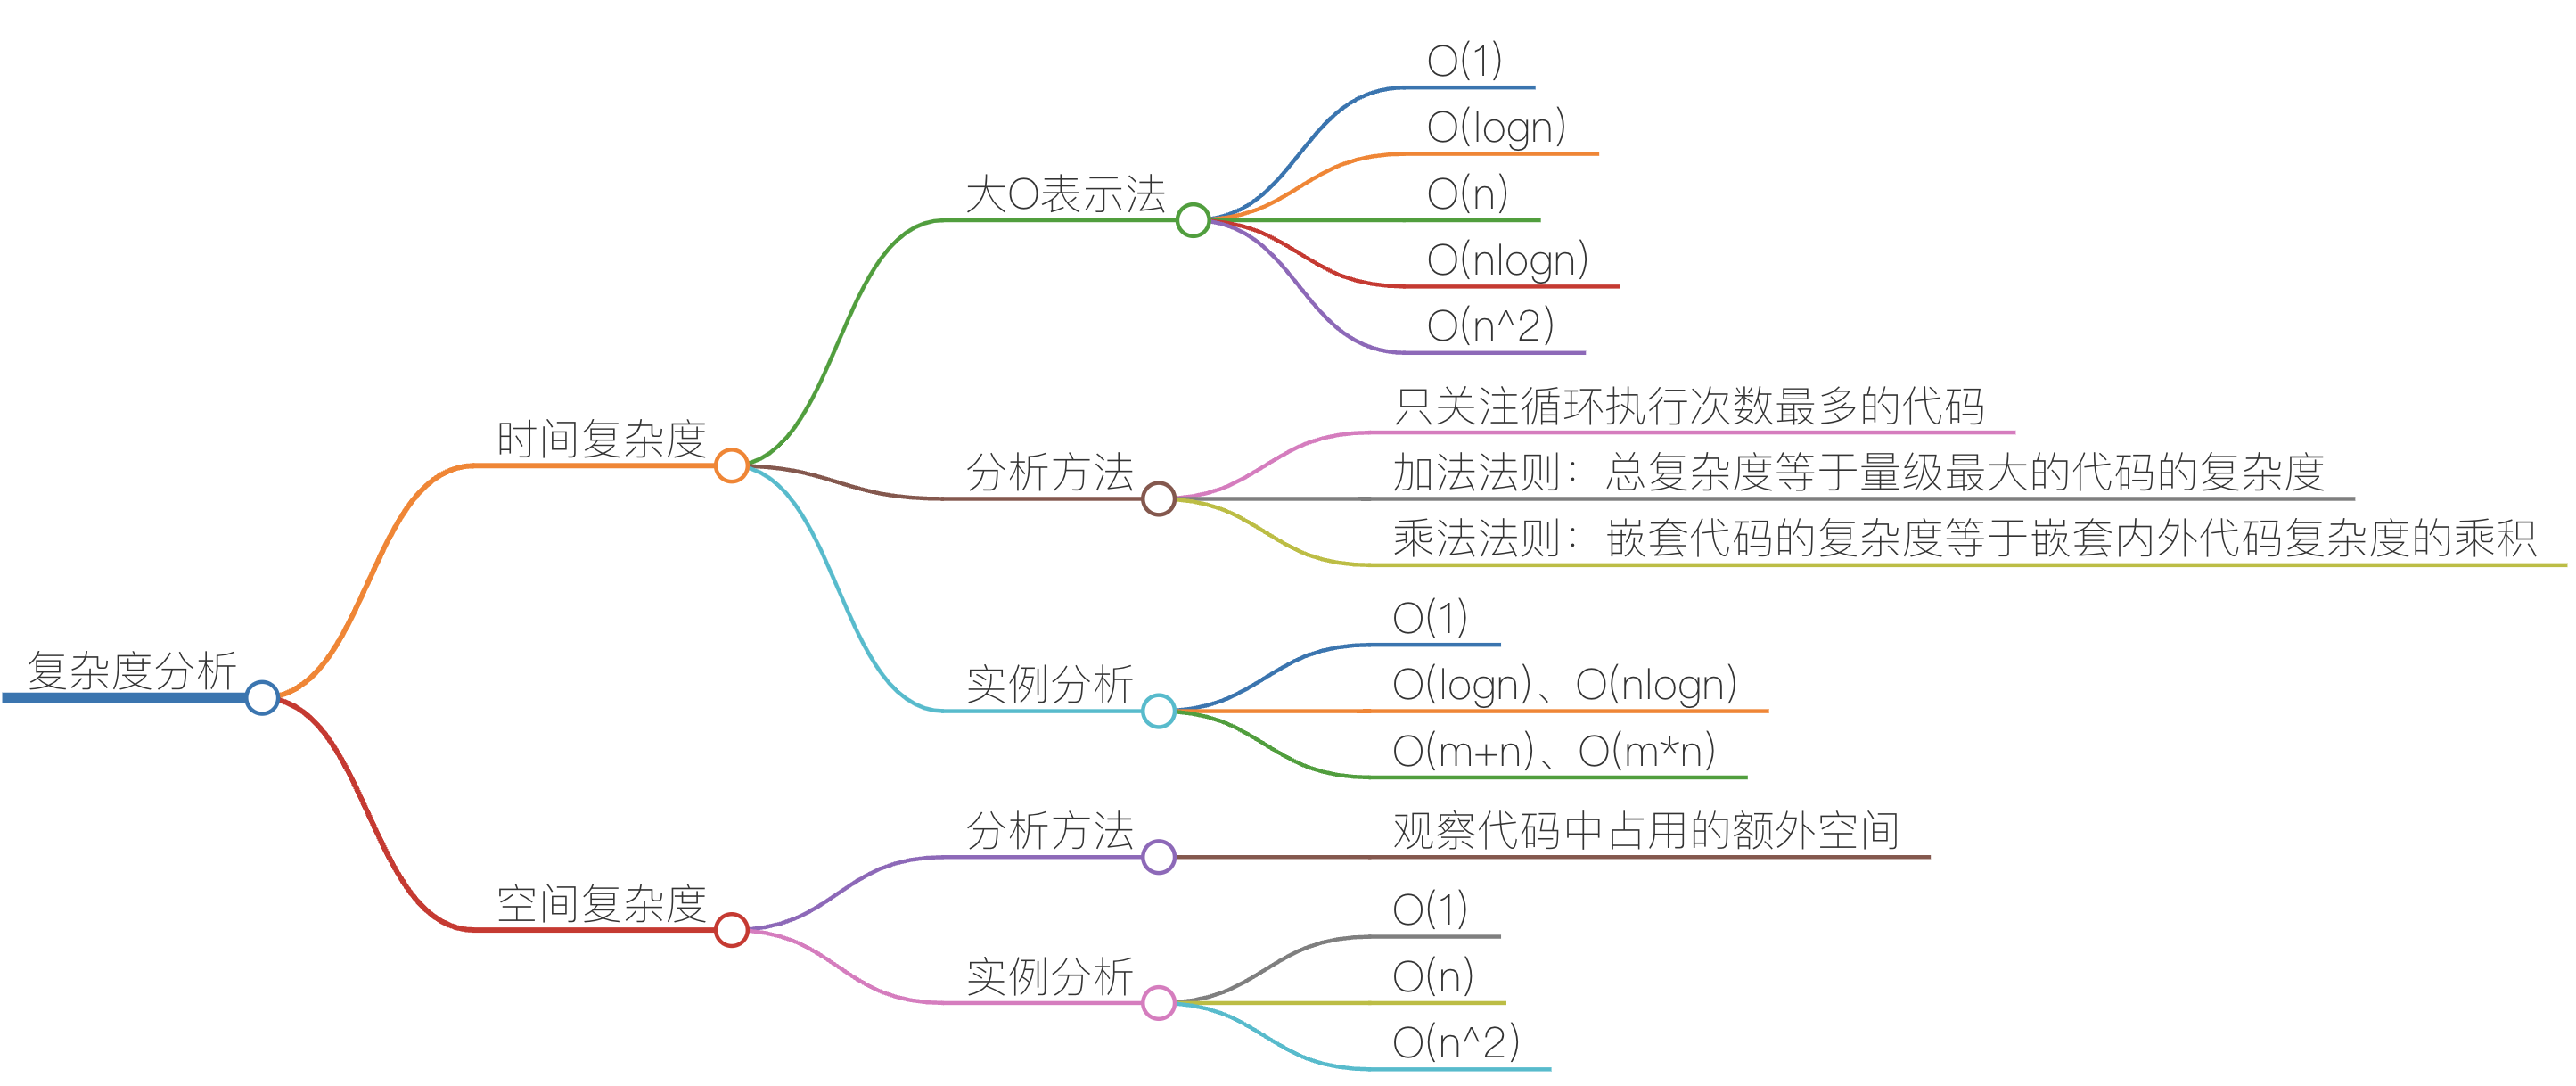 复杂度分析
时间复杂度
大O表示法
O(1)
O(logn)
O(n)
O(nlogn)
O(n^2)
分析方法
只关注循环执行次数最多的代码
加法法则：总复杂度等于量级最大的代码的复杂度
乘法法则：嵌套代码的复杂度等于嵌套内外代码复杂度的乘积
实例分析
O(1)
O(logn)、O(nlogn)
O(m+n)、O(m*n)
空间复杂度
分析方法
观察代码中占用的额外空间
实例分析
O(1)
O(n)
O(n^2)